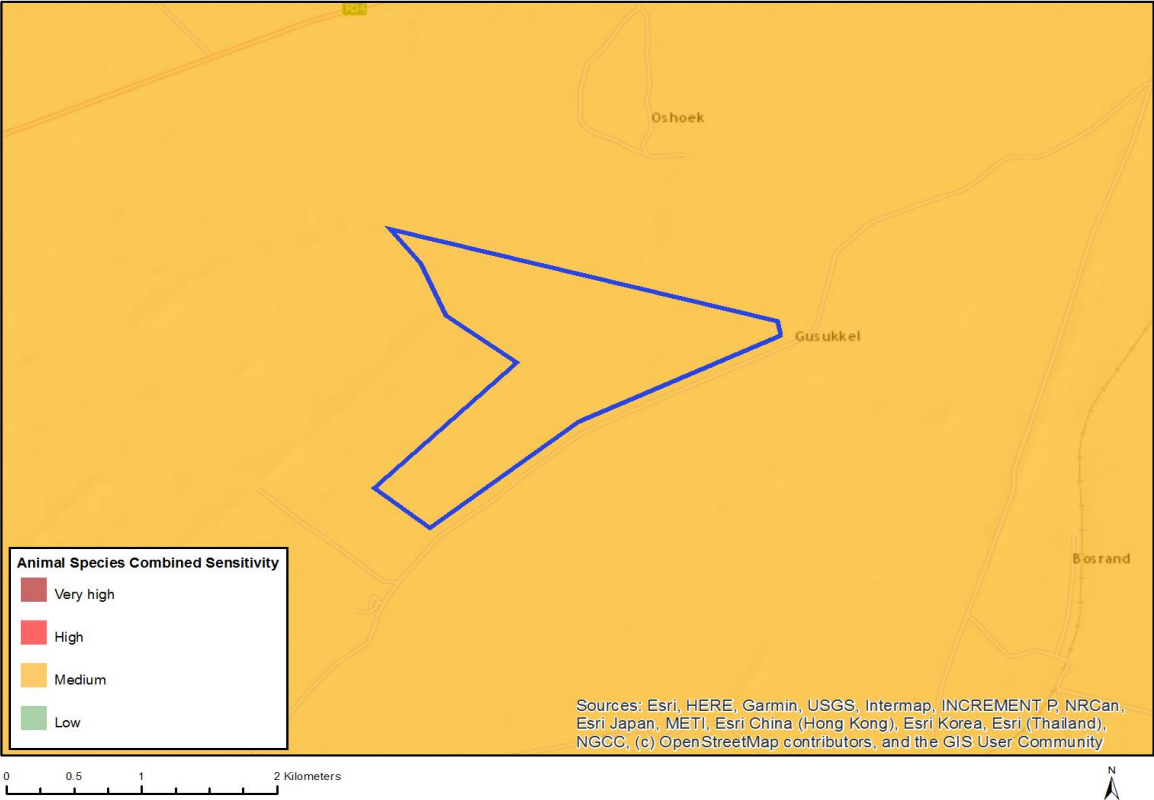 R34
Oshoek
Gusukkel
Bosrand
Animal Species Combined Sensitivity
Very high
High
Medium
Low
Sources: Esri, HERE, Garmin, USGS, Intermap, INCREMENT P, NRCan,
Esri Japan, METI, Esri China (Hong Kong), Esri Korea, Esri (Thailand),
NGCC, (c) OpenStreetMap contributors, and the GIS User Community
0 0.5 1 2 Kilometers
N